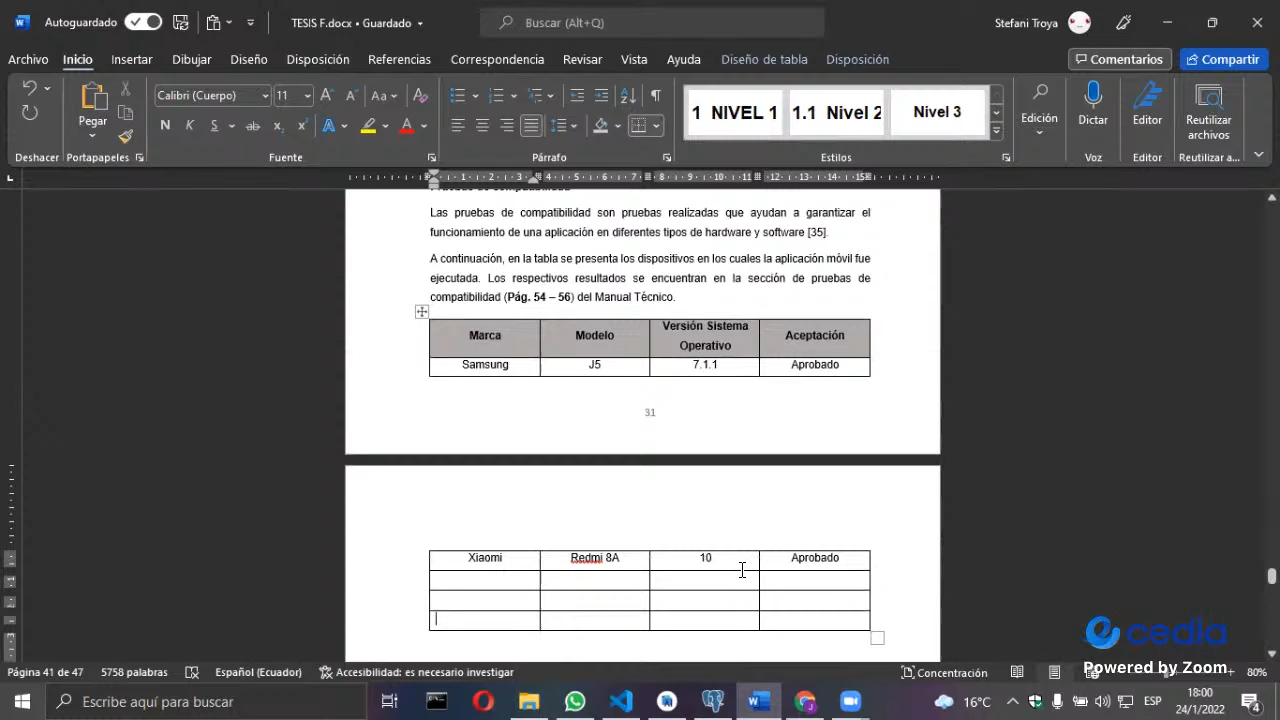 Autoguardado
TESIS F.docx • Guardado
Buscar (Alt+Q)
Stefani Troya
Archivo Inicio Insertar Dibujar Diseño Disposición Referencias Correspondencia Revisar Vista Ayuda Diseño de tabla Disposición
Comentarios Compartir
Calibri (Cuerpo) 11
Pegar
1 NIVEL 1 1.1 Nivel 2 Nivel 3
Edición Dictar Editor Reutilizar archivos
Deshacer Portapapeles Fuente Párrafo Estilos Voz Editor Reutilizar a...
Las pruebas de compatibilidad son pruebas realizadas que ayudan a garantizar el
funcionamiento de una aplicación en diferentes tipos de hardware y software [35].
A continuación, en la tabla se presenta los dispositivos en los cuales la aplicación móvil fue
ejecutada. Los respectivos resultados se encuentran en la sección de pruebas de
compatibilidad (Pág. 54 – 56) del Manual Técnico.
Marca Modelo Versión Sistema Operativo Aceptación
Samsung J5 7.1.1 Aprobado
31
Xiaomi Redmi 8A 10 Aprobado
cedia
Powered by Zoom
Página 41 de 47 5758 palabras Español (Ecuador) Accesibilidad: es necesario investigar Concentración 80%
Escribe aquí para buscar
16°C ESP
18:00
24/1/2022
4